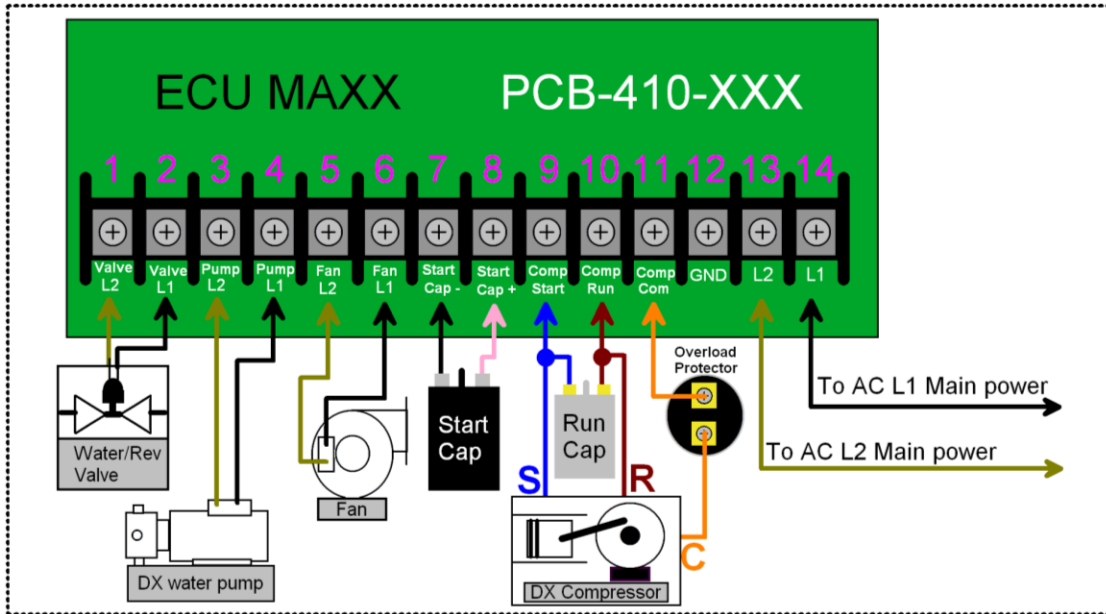 ECU MAXX PCB-410-XXX
1 2 3 4 5 6 7 8 9 10 11 12 13 14
Valve L2
Valve L1
Pump L2
Pump L1
Fan L2
Fan L1
Start Cap -
Start Cap +
Comp Start
Comp Run
Comp Com
GND
L2
L1
Overload
Protector
To AC L1 Main power
To AC L2 Main power
Water/Rev
Valve
Start
Cap
Run
Cap
S
R
C
Fan
DX water pump
DX Compressor